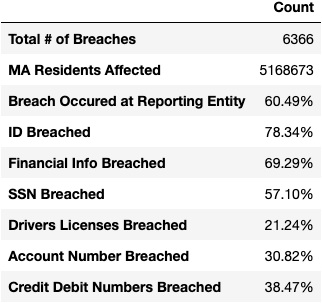 Count
Total # of Breaches 6366
MA Residents Affected 5168673
Breach Occured at Reporting Entity 60.49%
ID Breached 78.34%
Financial Info Breached 69.29%
SSN Breached 57.10%
Drivers Licenses Breached 21.24%
Account Number Breached 30.82%
Credit Debit Numbers Breached 38.47%